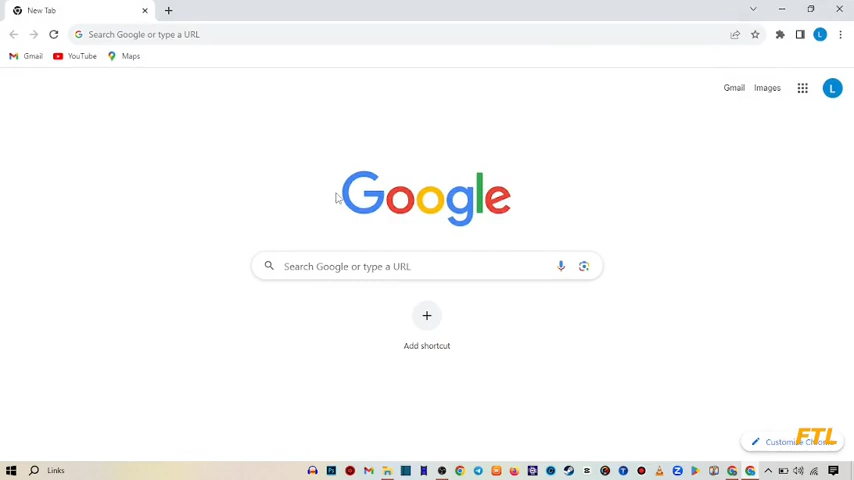 New Tab
Search Google or type a URL
L
Gmail
YouTube
Maps
Gmail
Images
L
Google
Search Google or type a URL
Add shortcut
Customize
FTL
Links